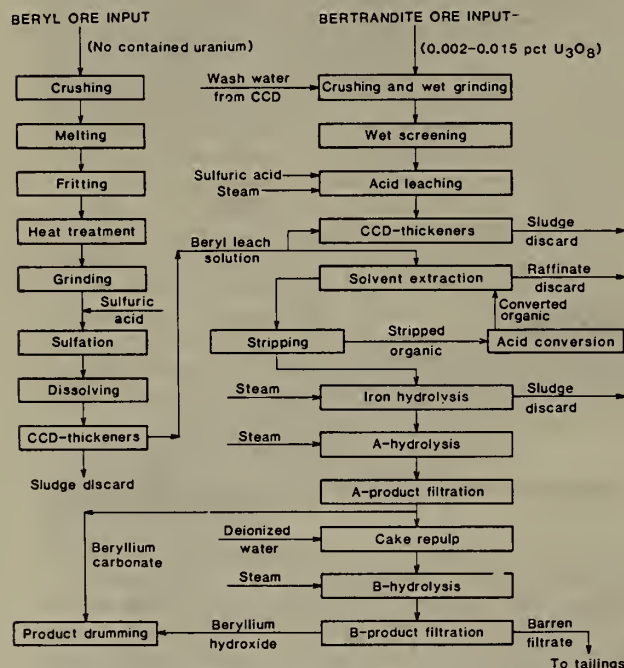 BERYL ORE INPUT
(No contained uranium)
Crushing
Melting
Fritting
Heat treatment
Grinding
Sulfuric
acid
Sulfation
Dissolving
CCD-thickeners
Sludge discard
Beryl leach
solution
BERTRANDITE ORE INPUT-
(0.002-0.015 pct U3O8)
Wash water
from CCD
Crushing and wet grinding
Wet screening
Sulfuric acid
Steam
Acid leaching
CCD-thickeners
Sludge
discard
Solvent extraction
Raffinate
discard
Converted
organic
Stripping
Stripped
organic
Acid conversion
Steam
Iron hydrolysis
Sludge
discard
Steam
A-hydrolysis
A-product filtration
Deionized
water
Cake repulp
Beryllium
carbonate
Steam
B-hydrolysis
Product drumming
Beryllium
hydroxide
B-product filtration
Barren
filtrate
To tailings